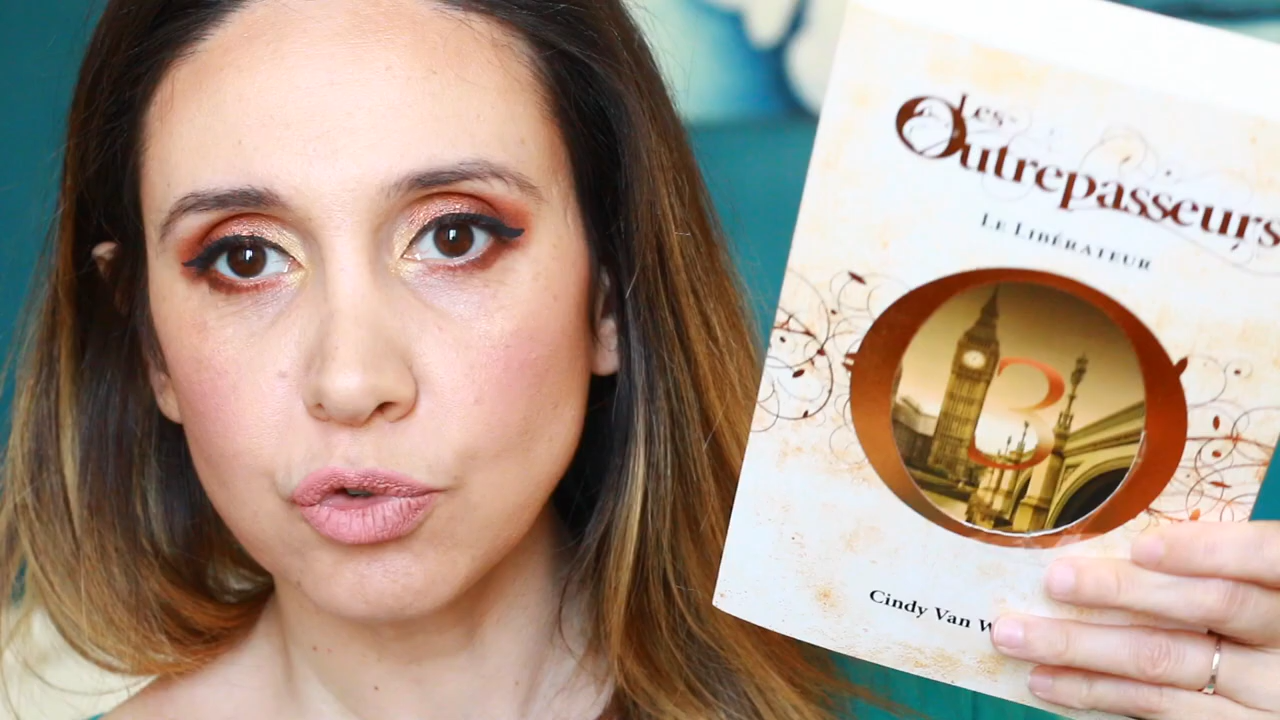 Les
Outrepasseurs
Le Libérateur
3
Cindy Van